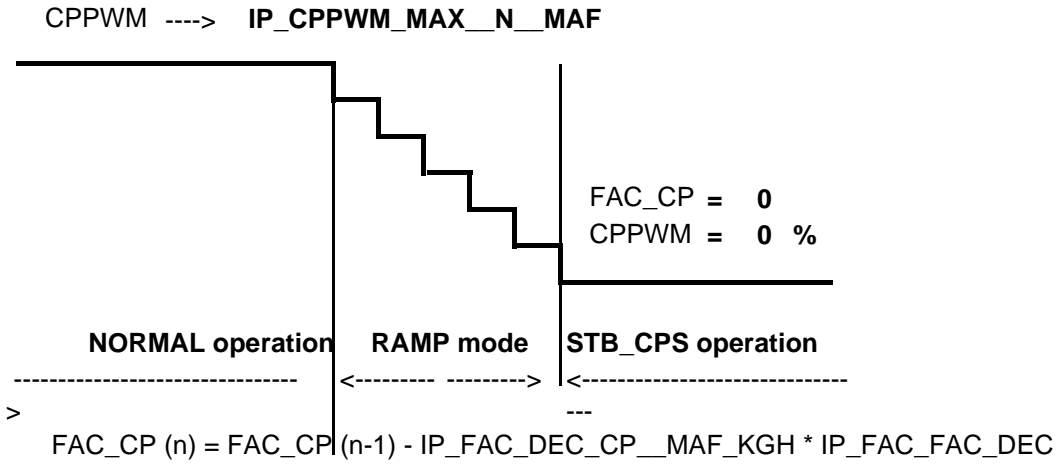 CPPWM ----> IP_CPPWM_MAX__N__MAF
FAC_CP = 0
CPPWM = 0 %
NORMAL operation RAMP mode STB_CPS operation
-------------------------------- <--------- ---------> <------------------------------
> ---
FAC_CP (n) = FAC_CP (n-1) - IP_FAC_DEC_CP__MAF_KGH * IP_FAC_FAC_DEC